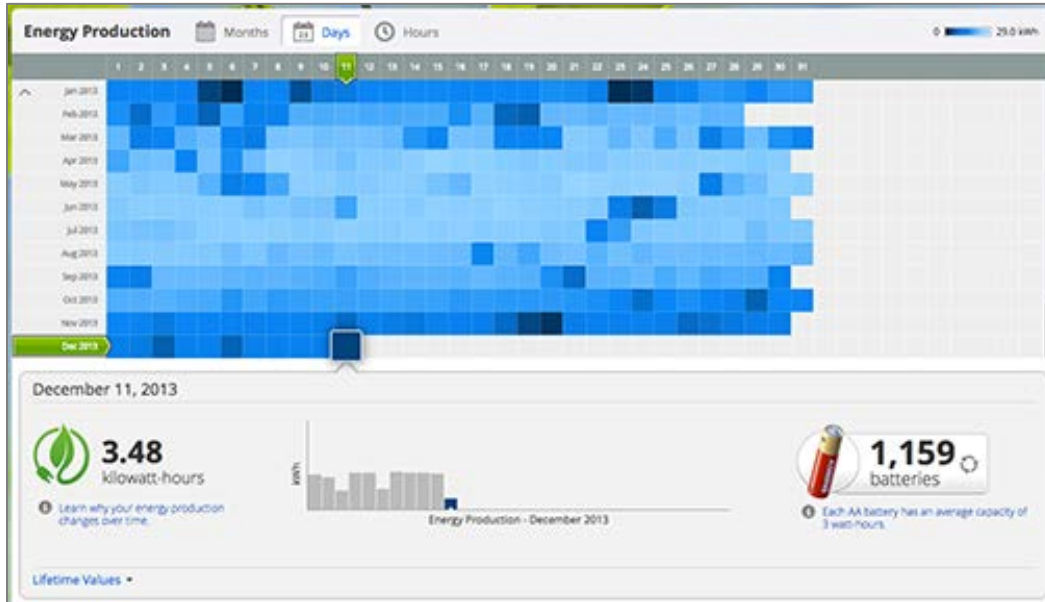 Energy Production
Months
Days
Hours
0
29.0 kWh
1 2 3 4 5 6 7 8 9 10 11 12 13 14 15 16 17 18 19 20 21 22 23 24 25 26 27 28 29 30 31
Jan 2013
Feb 2013
Mar 2013
Apr 2013
May 2013
Jun 2013
Jul 2013
Aug 2013
Sep 2013
Oct 2013
Nov 2013
Dec 2013
December 11, 2013
3.48
kilowatt-hours
Learn why your energy production
changes over time.
kWh
Energy Production - December 2013
1,159
batteries
Each AA battery has an average capacity of
3 watt-hours.
Lifetime Values